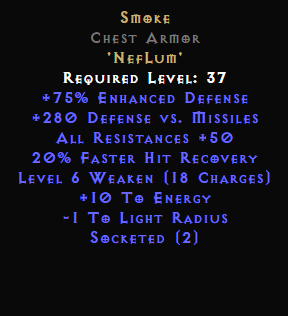 Smoke
Chest Armor
'NefLum'
Required Level: 37
+75% Enhanced Defense
+280 Defense vs. Missiles
All Resistances +50
20% Faster Hit Recovery
Level 6 Weaken (18 Charges)
+10 To Energy
-1 To Light Radius
Socketed (2)